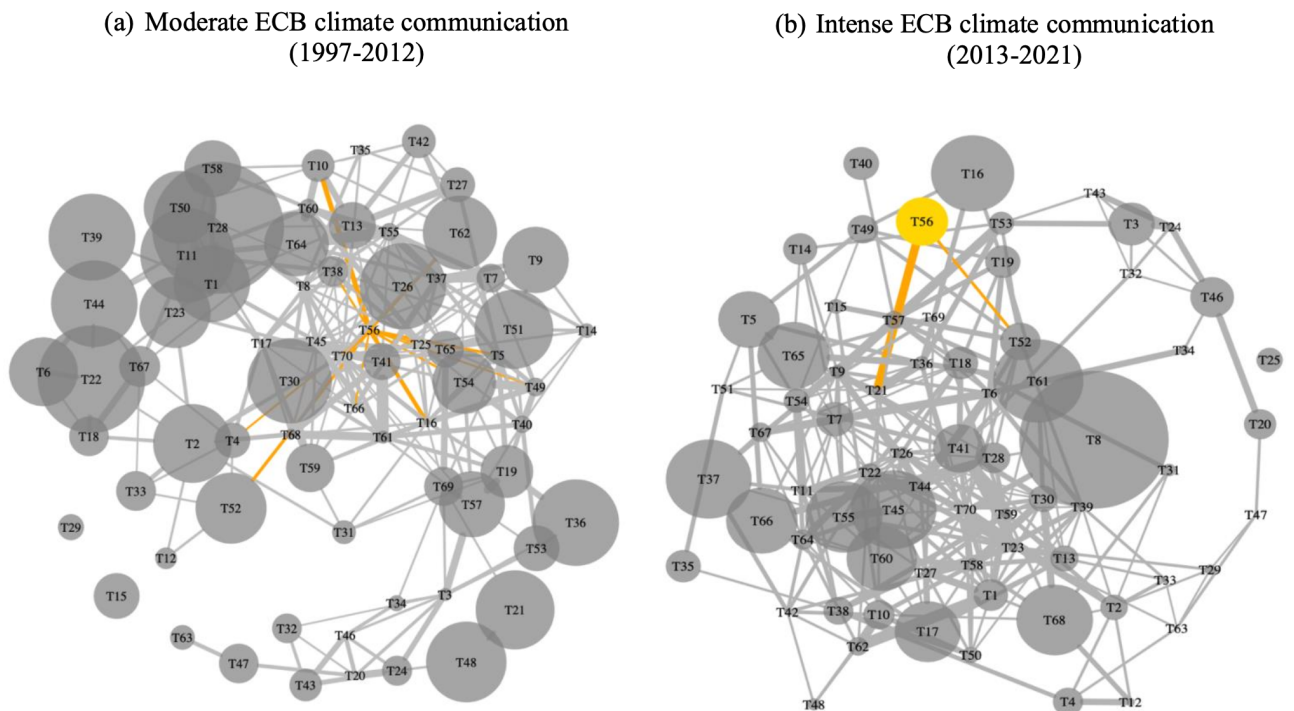 (a) Moderate ECB climate communication
(1997-2012)
(b) Intense ECB climate communication
(2013-2021)
T42
T35
T10
T58
T27
T50
T60
T28
T13
T55
T62
T39
T64
T11
T9
T38
T37
T7
T1
T8
T26
T44
T23
T56
T51
T14
T17
T45
T25
T65
T5
T70
T41
T67
T6
T22
T30
T54
T49
T66
T16
T40
T18
T2
T4
T68
T61
T59
T19
T33
T69
T57
T52
T36
T29
T31
T53
T12
T15
T34
T3
T21
T63
T32
T46
T47
T20
T24
T48
T43
T40
T16
T43
T56
T53
T3
T24
T49
T14
T19
T32
T46
T15
T5
T57
T69
T52
T34
T65
T25
T9
T36
T18
T61
T51
T21
T6
T54
T7
T20
T67
T8
T41
T26
T28
T31
T37
T22
T11
T44
T30
T39
T66
T55
T45
T70
T59
T47
T64
T23
T60
T13
T35
T27
T58
T29
T33
T1
T42
T38
T10
T2
T17
T68
T63
T62
T50
T48
T4
T12